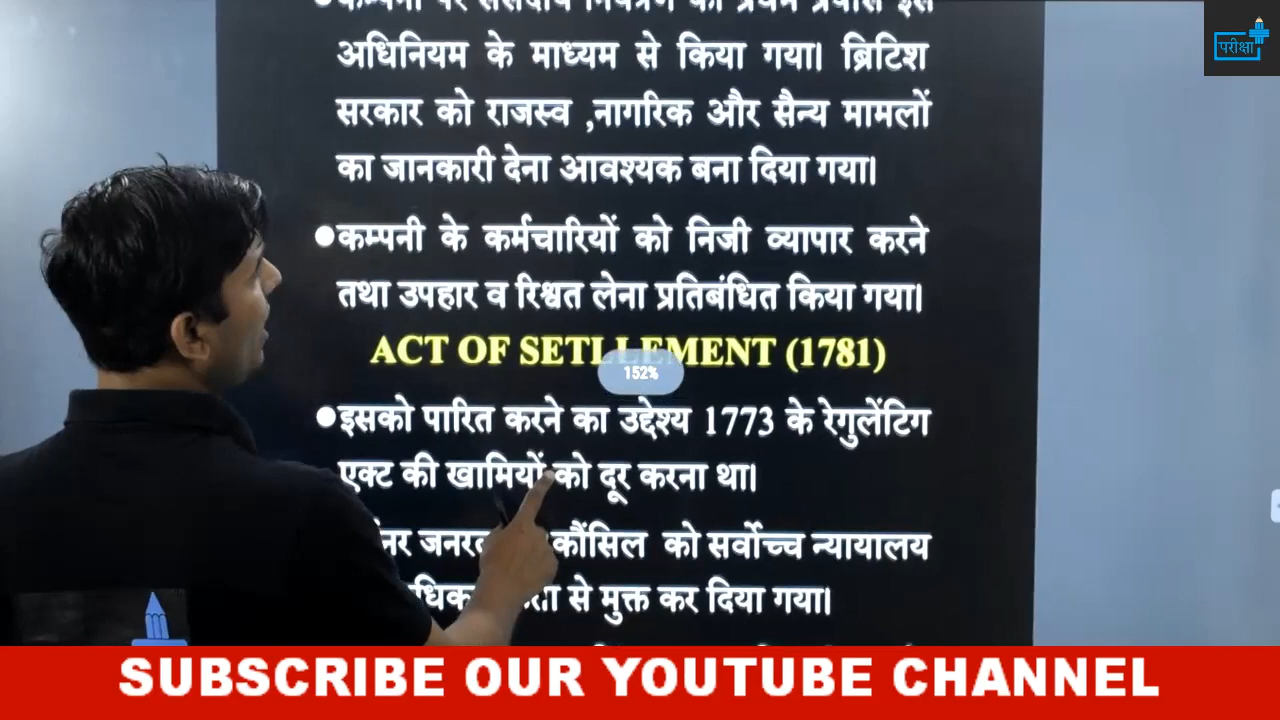 परीक्षा
अधिनियम के माध्यम से किया गया। ब्रिटिश
सरकार को राजस्व ,नागरिक और सैन्य मामलों
का जानकारी देना आवश्यक बना दिया गया।
●कम्पनी के कर्मचारियों को निजी व्यापार करने
तथा उपहार व रिश्वत लेना प्रतिबंधित किया गया।
ACT OF SETLLEMENT (1781)
152%
●इसको पारित करने का उद्देश्य 1773 के रेगुलेंटिग
एक्ट की खामियों को दूर करना था।
कौंसिल को सर्वोच्च न्यायालय
से मुक्त कर दिया गया।
SUBSCRIBE OUR YOUTUBE CHANNEL